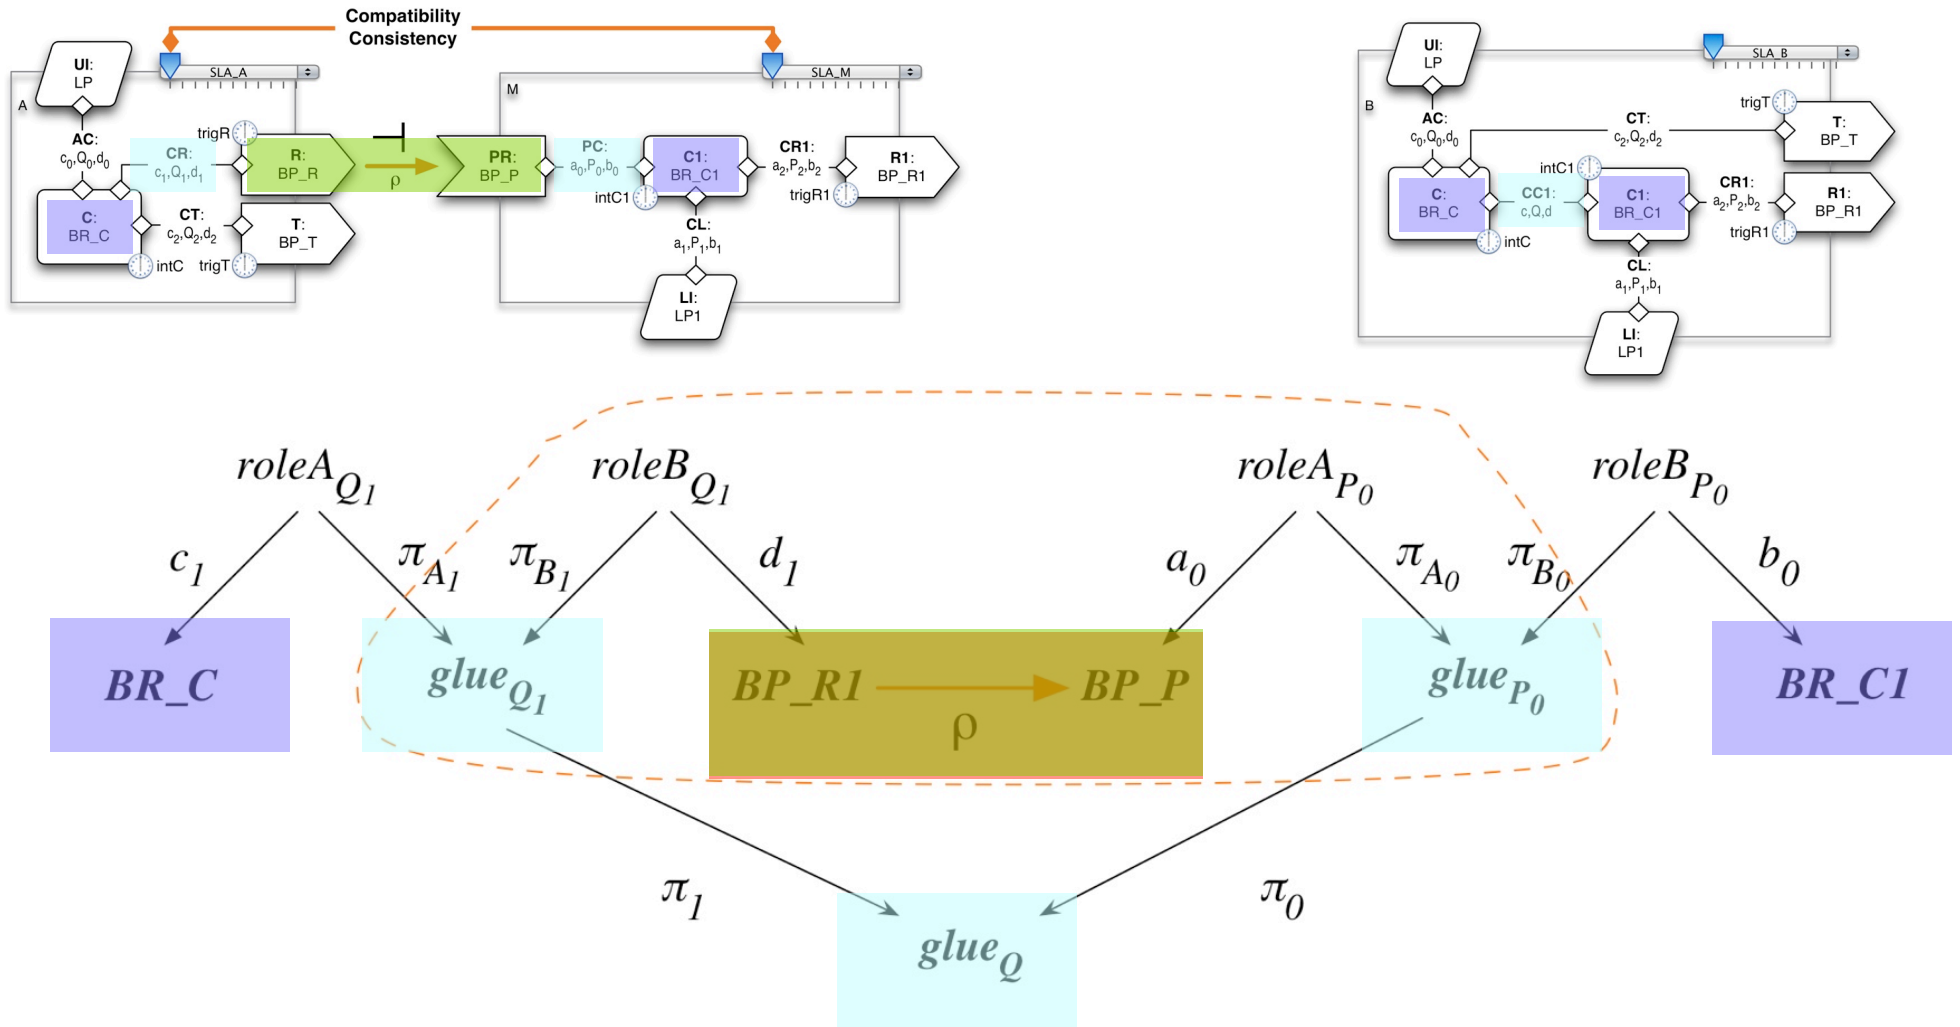 Compatibility
Consistency
UI:
LP
SLA_A
A
AC:
c0,Q0,d0
trigR
CR:
c1,Q1,d1
R:
BP_R
ρ
C:
BR_C
CT:
c2,Q2,d2
T:
BP_T
intC
trigT
SLA_M
M
PR:
BP_P
PC:
a0,P0,b0
C1:
BR_C1
CR1:
a2,P2,b2
R1:
BP_R1
intC1
trigR1
CL:
a1,P1,b1
LI:
LP1
UI:
LP
SLA_B
B
AC:
c0,Q0,d0
trigT
CT:
c2,Q2,d2
T:
BP_T
intC1
C:
BR_C
CC1:
c,Q,d
C1:
BR_C1
CR1:
a2,P2,b2
R1:
BP_R1
intC
trigR1
CL:
a1,P1,b1
LI:
LP1
roleAQ1 roleBQ1 roleAP0 roleBP0
c1 πA1 πB1 d1 a0 πA0 πB0 b0
BR_C glueQ1 BP_R1 BP_P glueP0 BR_C1
ρ
π1 π0
glueQ